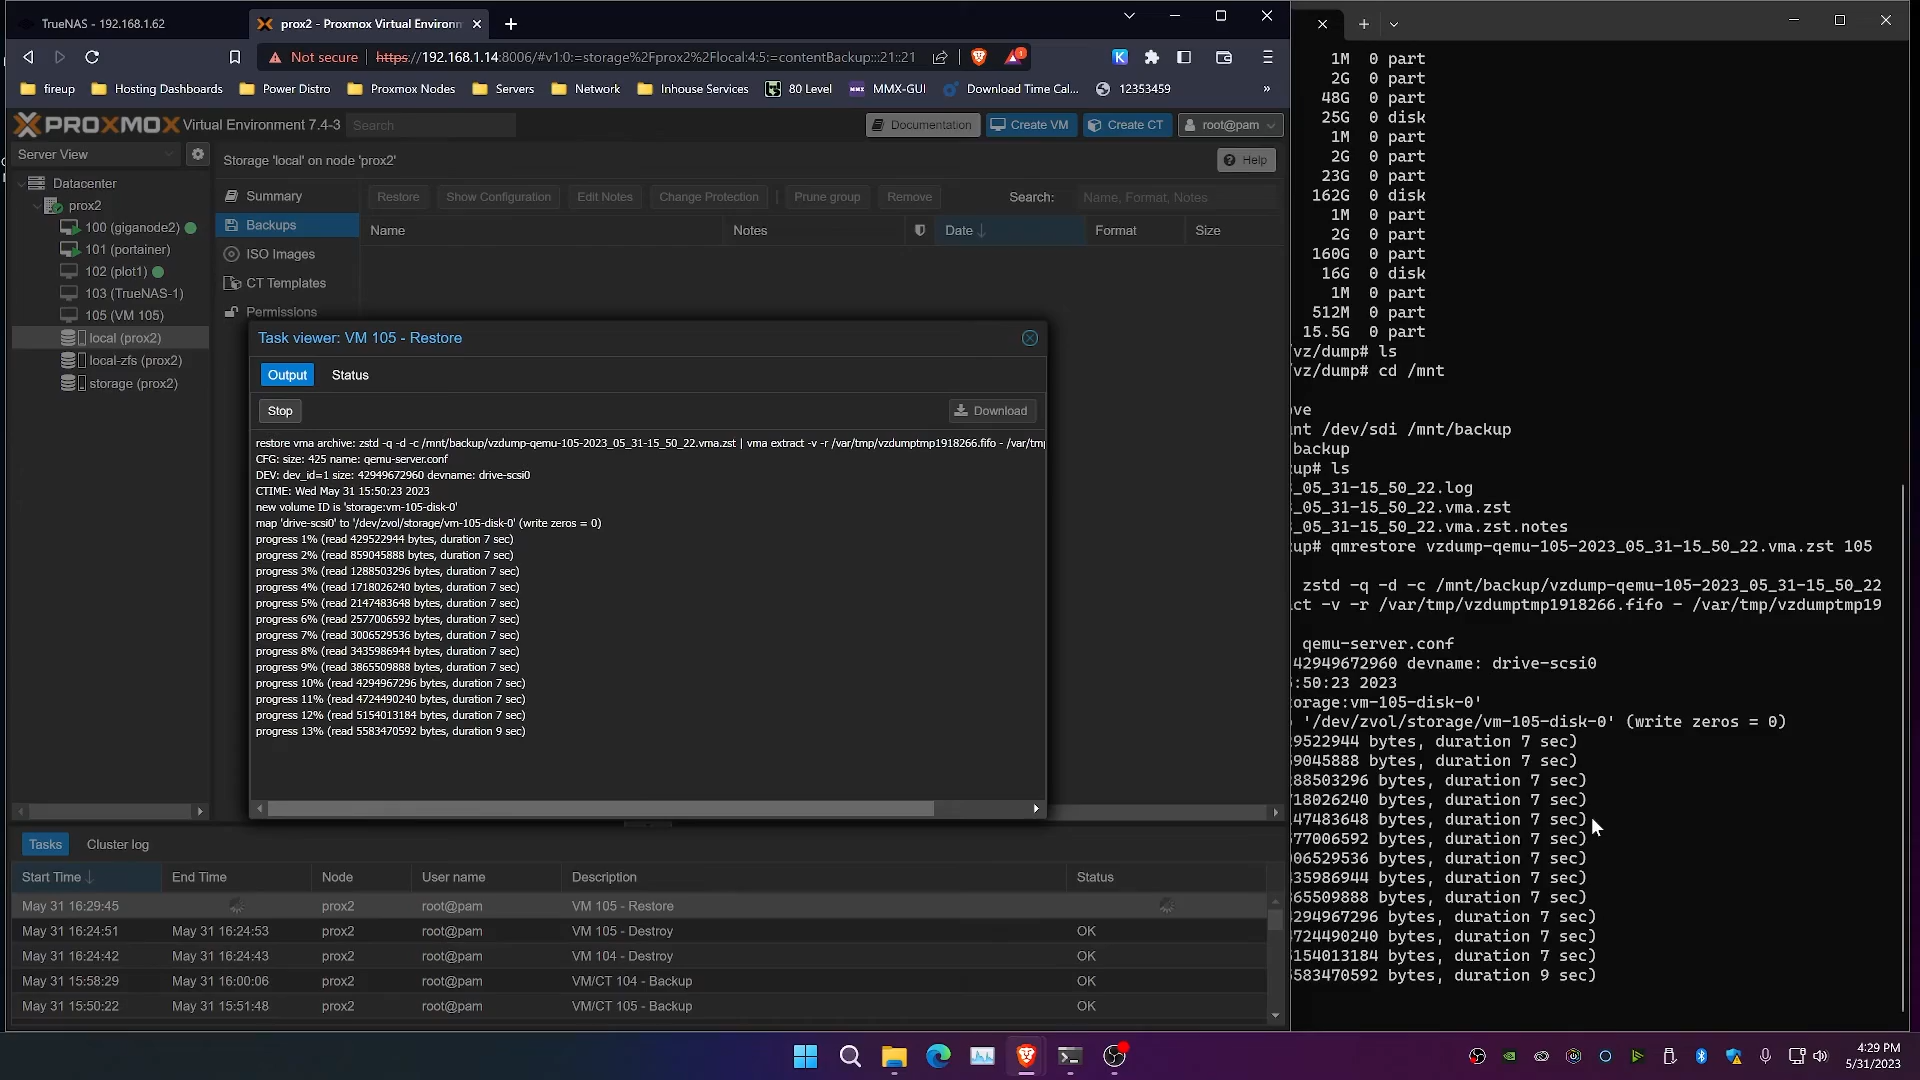 TrueNAS - 192.168.1.62
prox2 - Proxmox Virtual Environm
Not secure
https://192.168.1.14:8006/#v1:0:=storage%2Fprox2%2Flocal:4:5:=contentBackup:::21::21
fireup
Hosting Dashboards
Power Distro
Proxmox Nodes
Servers
Network
Inhouse Services
80 Level
MMX-GUI
Download Time Cal...
12353459
»
PROXMOX Virtual Environment 7.4-3
Search
Documentation
Create VM
Create CT
root@pam
Server View
Storage 'local' on node 'prox2'
Help
Datacenter
prox2
100 (giganode2)
101 (portainer)
102 (plot1)
103 (TrueNAS-1)
105 (VM 105)
local (prox2)
local-zfs (prox2)
storage (prox2)
Summary
Backups
ISO Images
CT Templates
Permissions
Restore
Show Configuration
Edit Notes
Change Protection
Prune group
Remove
Search:
Name, Format, Notes
Name
Notes
Date
Format
Size
Task viewer: VM 105 - Restore
Output
Status
Stop
Download
restore vma archive: zstd -q -d -c /mnt/backup/vzdump-qemu-105-2023_05_31-15_50_22.vma.zst | vma extract -v -r /var/tmp/vzdumptmp1918266.fifo - /var/tmp
CFG: size: 425 name: qemu-server.conf
DEV: dev_id=1 size: 42949672960 devname: drive-scsi0
CTIME: Wed May 31 15:50:23 2023
new volume ID is 'storage:vm-105-disk-0'
map 'drive-scsi0' to '/dev/zvol/storage/vm-105-disk-0' (write zeros = 0)
progress 1% (read 429522944 bytes, duration 7 sec)
progress 2% (read 859045888 bytes, duration 7 sec)
progress 3% (read 1288503296 bytes, duration 7 sec)
progress 4% (read 1718026240 bytes, duration 7 sec)
progress 5% (read 2147483648 bytes, duration 7 sec)
progress 6% (read 2577006592 bytes, duration 7 sec)
progress 7% (read 3006529536 bytes, duration 7 sec)
progress 8% (read 3435986944 bytes, duration 7 sec)
progress 9% (read 3865509888 bytes, duration 7 sec)
progress 10% (read 4294967296 bytes, duration 7 sec)
progress 11% (read 4724490240 bytes, duration 7 sec)
progress 12% (read 5154013184 bytes, duration 7 sec)
progress 13% (read 5583470592 bytes, duration 9 sec)
Tasks
Cluster log
Start Time
End Time
Node
User name
Description
Status
May 31 16:29:45 prox2 root@pam VM 105 - Restore
May 31 16:24:51 May 31 16:24:53 prox2 root@pam VM 105 - Destroy OK
May 31 16:24:42 May 31 16:24:43 prox2 root@pam VM 104 - Destroy OK
May 31 15:58:29 May 31 16:00:06 prox2 root@pam VM/CT 104 - Backup OK
May 31 15:50:22 May 31 15:51:48 prox2 root@pam VM/CT 105 - Backup OK
1M 0 part
2G 0 part
48G 0 part
25G 0 disk
1M 0 part
2G 0 part
23G 0 part
162G 0 disk
1M 0 part
2G 0 part
160G 0 part
16G 0 disk
1M 0 part
512M 0 part
15.5G 0 part
/vz/dump# ls
/vz/dump# cd /mnt
ove
nt /dev/sdi /mnt/backup
backup
up# ls
_05_31-15_50_22.log
_05_31-15_50_22.vma.zst
_05_31-15_50_22.vma.zst.notes
up# qmrestore vzdump-qemu-105-2023_05_31-15_50_22.vma.zst 105
zstd -q -d -c /mnt/backup/vzdump-qemu-105-2023_05_31-15_50_22
ct -v -r /var/tmp/vzdumptmp1918266.fifo - /var/tmp/vzdumptmp19
qemu-server.conf
42949672960 devname: drive-scsi0
:50:23 2023
orage:vm-105-disk-0'
'/dev/zvol/storage/vm-105-disk-0' (write zeros = 0)
29522944 bytes, duration 7 sec)
59045888 bytes, duration 7 sec)
288503296 bytes, duration 7 sec)
718026240 bytes, duration 7 sec)
147483648 bytes, duration 7 sec)
577006592 bytes, duration 7 sec)
006529536 bytes, duration 7 sec)
435986944 bytes, duration 7 sec)
865509888 bytes, duration 7 sec)
4294967296 bytes, duration 7 sec)
4724490240 bytes, duration 7 sec)
5154013184 bytes, duration 7 sec)
5583470592 bytes, duration 9 sec)
4:29 PM
5/31/2023